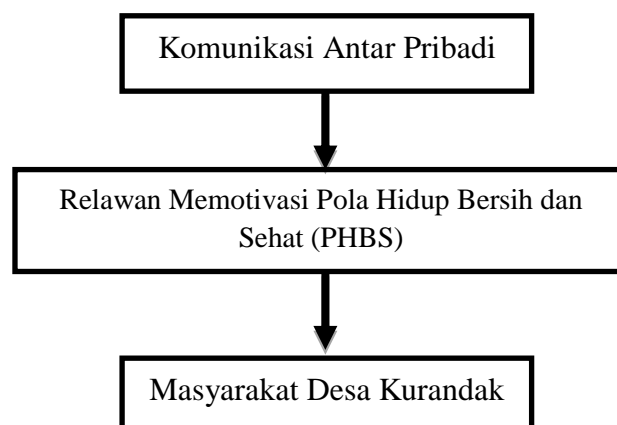 Komunikasi Antar Pribadi
Relawan Memotivasi Pola Hidup Bersih dan
Sehat (PHBS)
Masyarakat Desa Kurandak